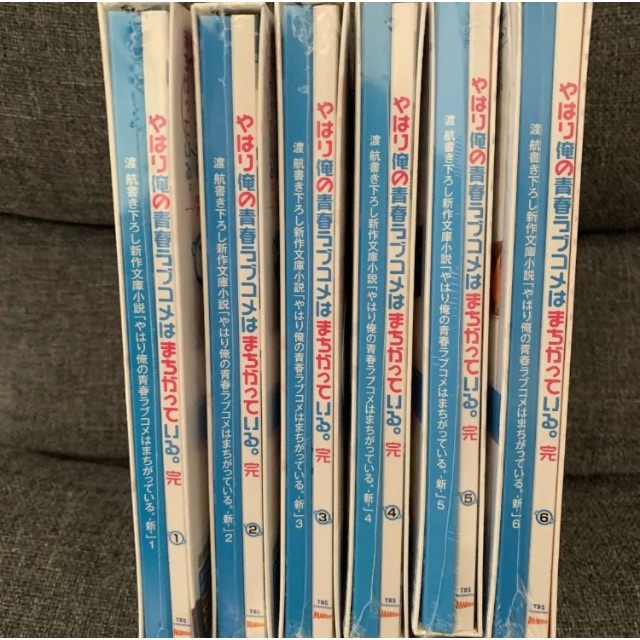 渡 航書き下ろし新作文庫小説「やはり俺の青春ラブコメはまちがっている。-新-」1
やはり俺の青春ラブコメはまちがっている。完
1
TBS
渡 航書き下ろし新作文庫小説「やはり俺の青春ラブコメはまちがっている。-新-」2
やはり俺の青春ラブコメはまちがっている。完
2
TBS
渡 航書き下ろし新作文庫小説「やはり俺の青春ラブコメはまちがっている。-新-」3
やはり俺の青春ラブコメはまちがっている。完
3
TBS
渡 航書き下ろし新作文庫小説「やはり俺の青春ラブコメはまちがっている。-新-」4
やはり俺の青春ラブコメはまちがっている。完
4
TBS
渡 航書き下ろし新作文庫小説「やはり俺の青春ラブコメはまちがっている。-新-」5
やはり俺の青春ラブコメはまちがっている。完
5
TBS
渡 航書き下ろし新作文庫小説「やはり俺の青春ラブコメはまちがっている。-新-」6
やはり俺の青春ラブコメはまちがっている。完
6
TBS